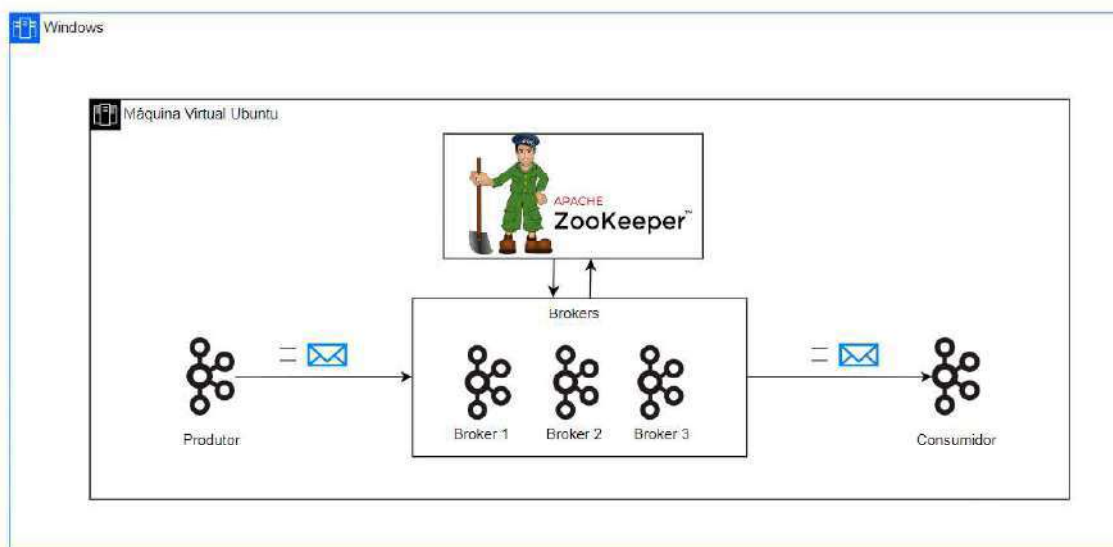 Windows
Máquina Virtual Ubuntu
APACHE
ZooKeeper™
Brokers
Broker 1
Broker 2
Broker 3
Produtor
Consumidor